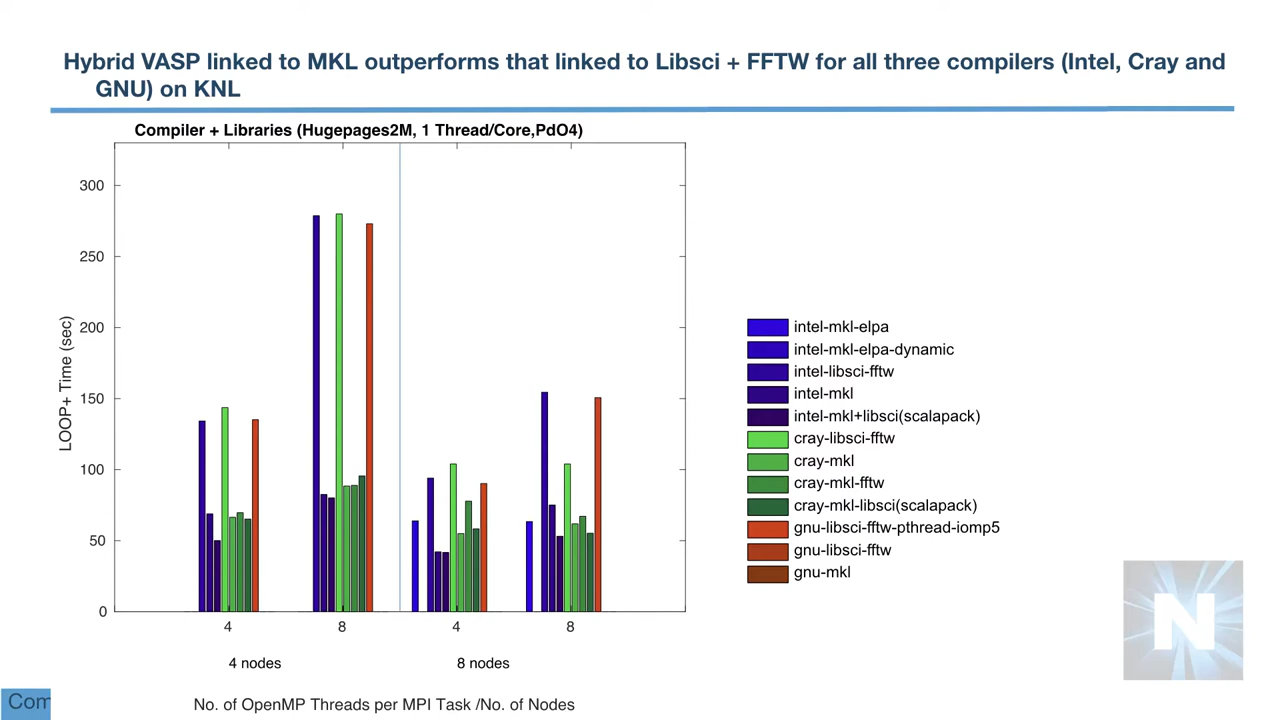 Hybrid VASP linked to MKL outperforms that linked to Libsci + FFTW for all three compilers (Intel, Cray and
GNU) on KNL
Compiler + Libraries (Hugepages2M, 1 Thread/Core,PdO4)
300
250
200
150
100
50
0
LOOP+ Time (sec)
4
8
4
8
4 nodes
8 nodes
No. of OpenMP Threads per MPI Task /No. of Nodes
intel-mkl-elpa
intel-mkl-elpa-dynamic
intel-libsci-fftw
intel-mkl
intel-mkl+libsci(scalapack)
cray-libsci-fftw
cray-mkl
cray-mkl-fftw
cray-mkl-libsci(scalapack)
gnu-libsci-fftw-pthread-iomp5
gnu-libsci-fftw
gnu-mkl
N
Com